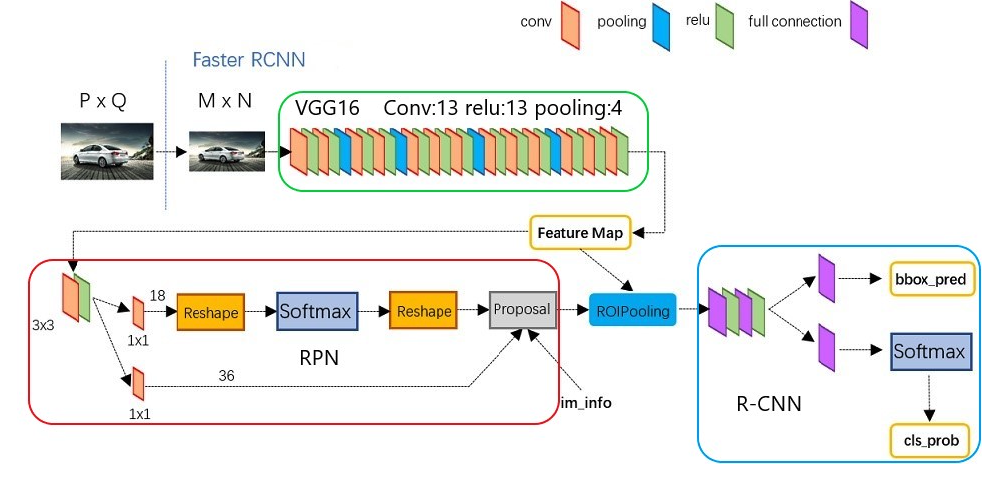 conv pooling relu full connection
Faster RCNN
P x Q
M x N
VGG16 Conv:13 relu:13 pooling:4
Feature Map
3x3
18
1x1
Reshape
Softmax
Reshape
Proposal
RPN
36
1x1
im_info
ROIPooling
bbox_pred
Softmax
R-CNN
cls_prob